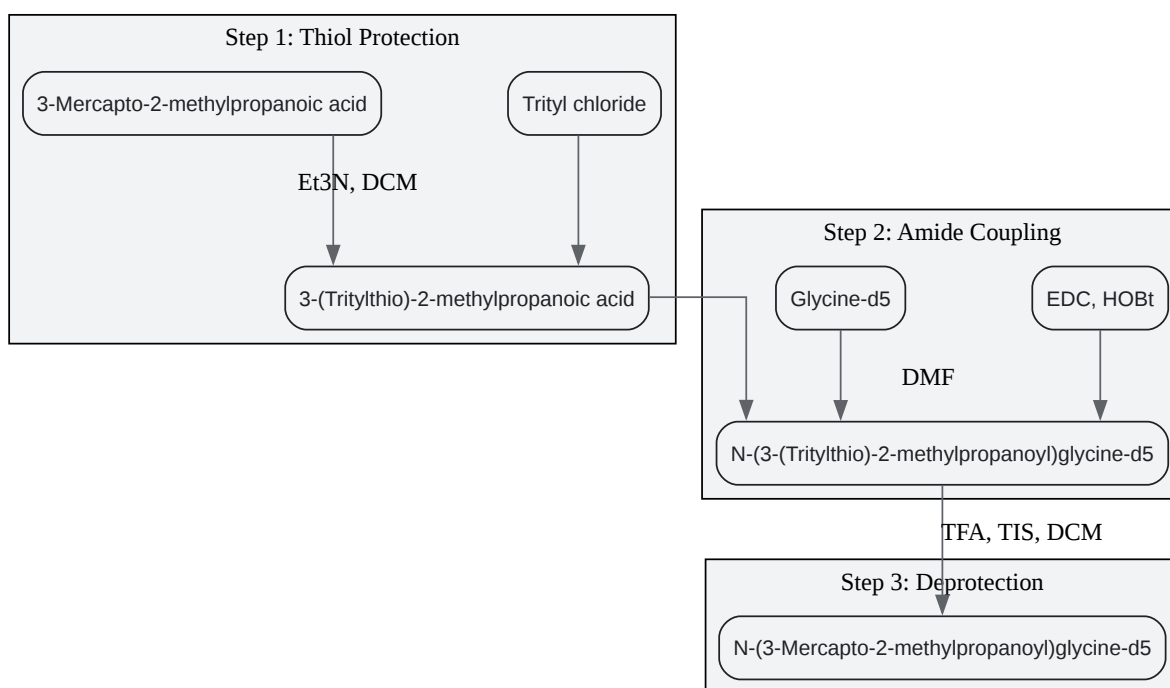 Step 1: Thiol Protection
3-Mercapto-2-methylpropanoic acid
Trityl chloride
Et3N, DCM
3-(Tritylthio)-2-methylpropanoic acid
Step 2: Amide Coupling
Glycine-d5
EDC, HOBt
DMF
N-(3-(Tritylthio)-2-methylpropanoyl)glycine-d5
TFA, TIS, DCM
Step 3: Deprotection
N-(3-Mercapto-2-methylpropanoyl)glycine-d5